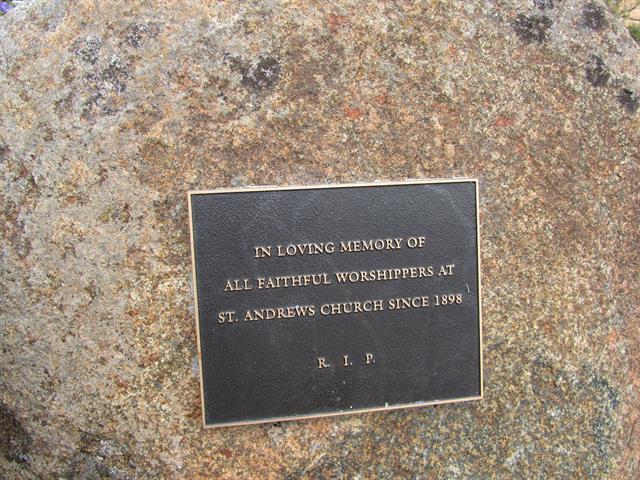 IN LOVING MEMORY OF
ALL FAITHFUL WORSHIPPERS AT
ST. ANDREWS CHURCH SINCE 1898
R. I. P.